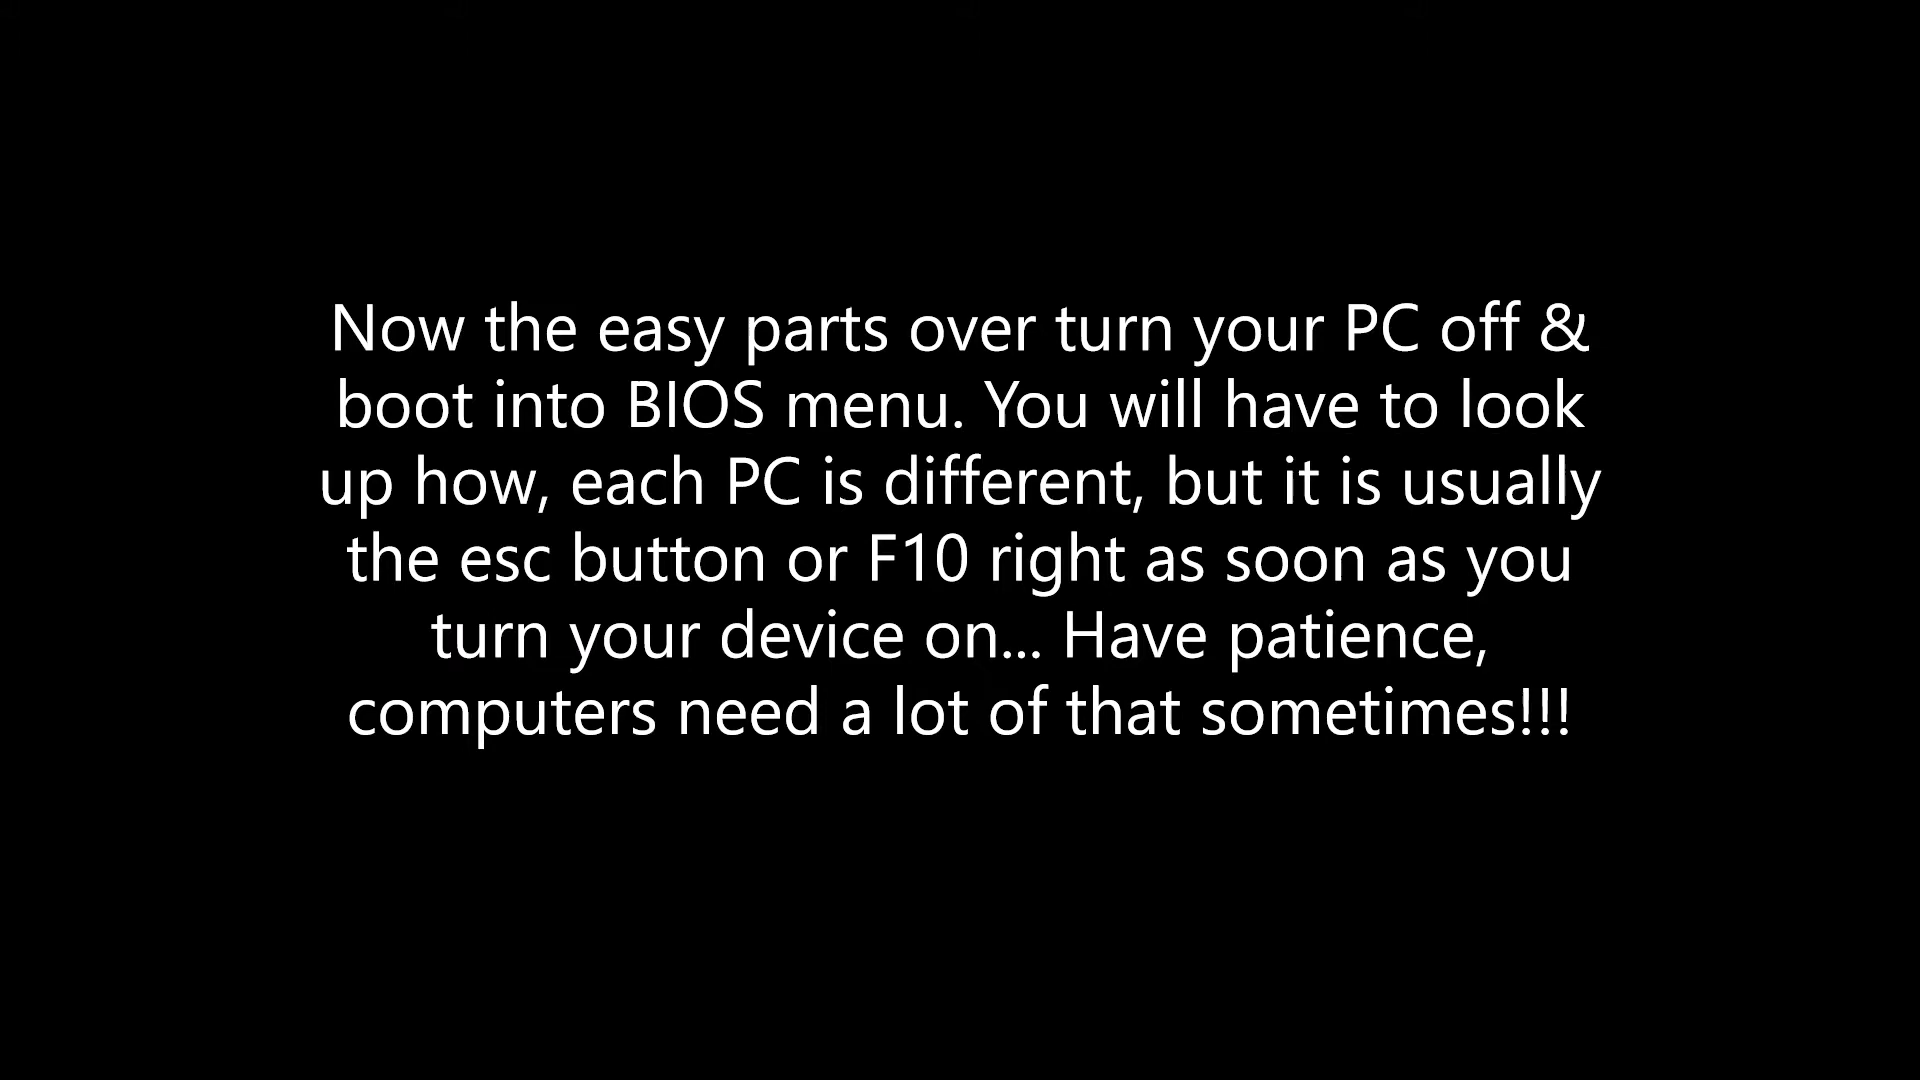 Now the easy parts over turn your PC off &
boot into BIOS menu. You will have to look
up how, each PC is different, but it is usually
the esc button or F10 right as soon as you
turn your device on... Have patience,
computers need a lot of that sometimes!!!